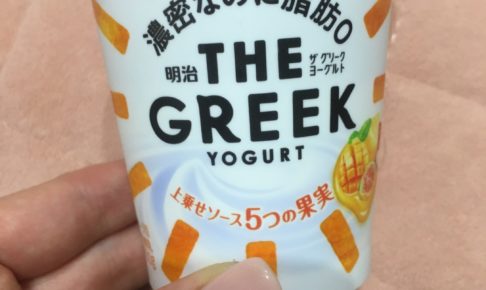 濃密なのに脂肪0
明治 THE ザ グリーク ヨーグルト
GREEK
YOGURT
上乗せソース5つの果実